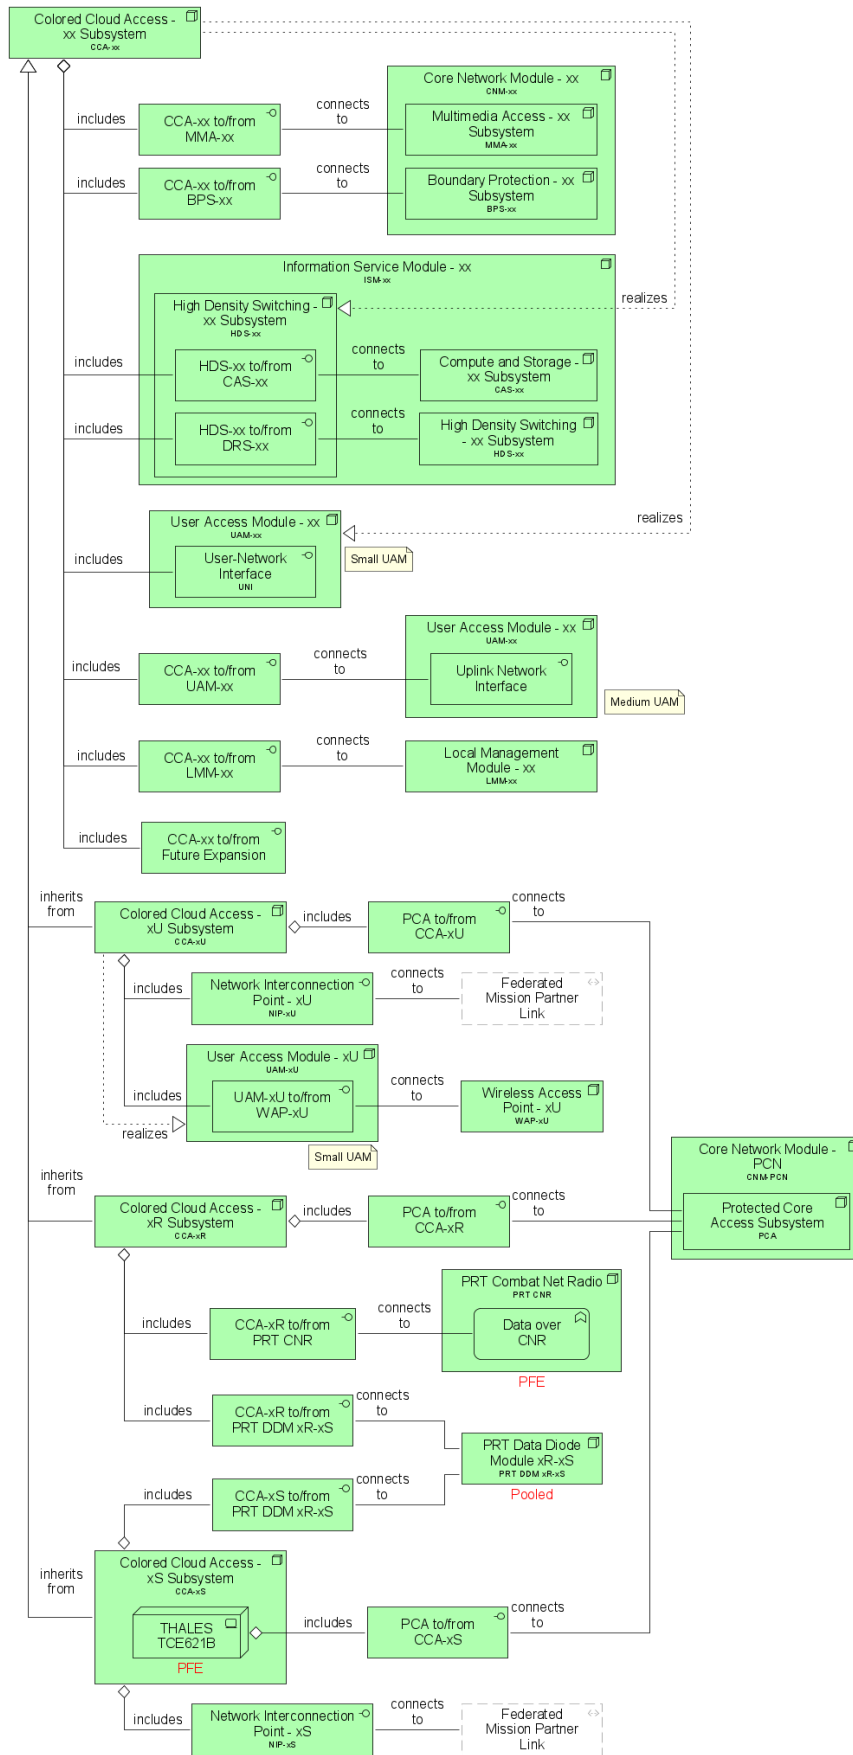 Colored Cloud Access -
xx Subsystem
CCA-xx
Core Network Module - xx
CNM-xx
includes
CCA-xx to/from
MMA-xx
connects
to
Multimedia Access - xx
Subsystem
MMA-xx
includes
CCA-xx to/from
BPS-xx
connects
to
Boundary Protection - xx
Subsystem
BPS-xx
Information Service Module - xx
ISM-xx
realizes
High Density Switching -
xx Subsystem
HDS-xx
includes
HDS-xx to/from
CAS-xx
connects
to
Compute and Storage -
xx Subsystem
CAS-xx
includes
HDS-xx to/from
DRS-xx
connects
to
High Density Switching
- xx Subsystem
HDS-xx
User Access Module - xx
UAM-xx
realizes
includes
User-Network
Interface
UNI
Small UAM
User Access Module - xx
UAM-xx
includes
CCA-xx to/from
UAM-xx
connects
to
Uplink Network
Interface
Medium UAM
includes
CCA-xx to/from
LMM-xx
connects
to
Local Management
Module - xx
LMM-xx
includes
CCA-xx to/from
Future Expansion
inherits
from
Colored Cloud Access -
xU Subsystem
CCA-xU
includes
PCA to/from
CCA-xU
connects
to
includes
Network Interconnection
Point - xU
NIP-xU
connects
to
Federated
Mission Partner
Link
User Access Module - xU
UAM-xU
includes
UAM-xU to/from
WAP-xU
connects
to
Wireless Access
Point - xU
WAP-xU
realizes
Small UAM
Core Network Module -
PCN
CNM-PCN
Protected Core
Access Subsystem
PCA
inherits
from
Colored Cloud Access -
xR Subsystem
CCA-xR
includes
PCA to/from
CCA-xR
connects
to
PRT Combat Net Radio
PRT CNR
includes
CCA-xR to/from
PRT CNR
connects
to
Data over
CNR
PFE
includes
CCA-xR to/from
PRT DDM xR-xS
connects
to
PRT Data Diode
Module xR-xS
PRT DDM xR-xS
Pooled
includes
CCA-xS to/from
PRT DDM xR-xS
connects
to
inherits
from
Colored Cloud Access -
xS Subsystem
CCA-xS
THALES
TCE621B
PFE
includes
PCA to/from
CCA-xS
connects
to
includes
Network Interconnection
Point - xS
NIP-xS
connects
to
Federated
Mission Partner
Link